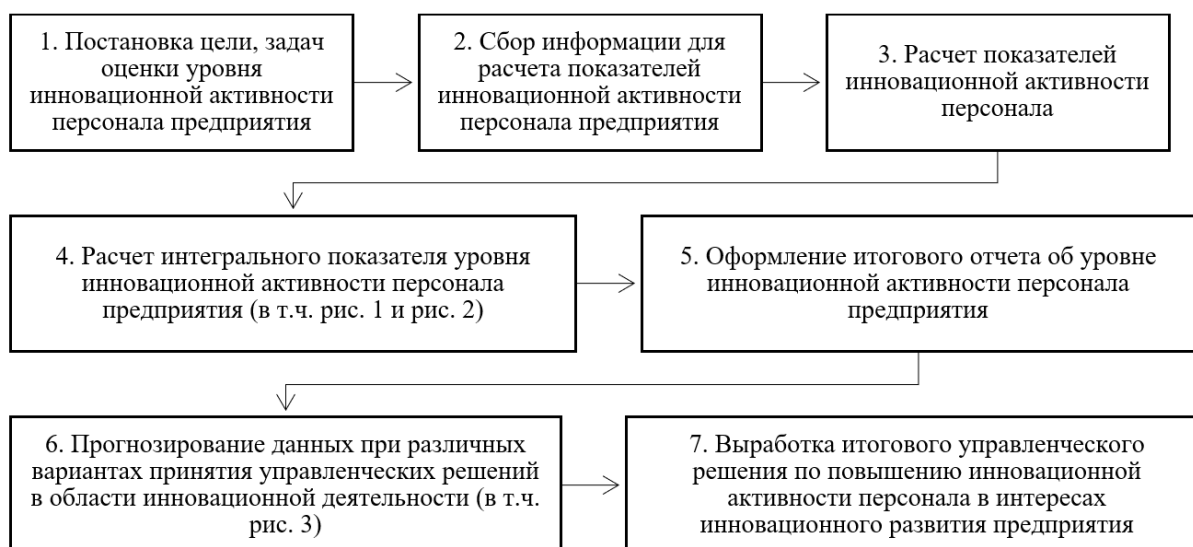 1. Постановка цели, задач
оценки уровня
инновационной активности
персонала предприятия
2. Сбор информации для
расчета показателей
инновационной активности
персонала предприятия
3. Расчет показателей
инновационной активности
персонала
4. Расчет интегрального показателя уровня
инновационной активности персонала
предприятия (в т.ч. рис. 1 и рис. 2)
5. Оформление итогового отчета об уровне
инновационной активности персонала
предприятия
6. Прогнозирование данных при различных
вариантах принятия управленческих решений
в области инновационной деятельности (в т.ч.
рис. 3)
7. Выработка итогового управленческого
решения по повышению инновационной
активности персонала в интересах
инновационного развития предприятия